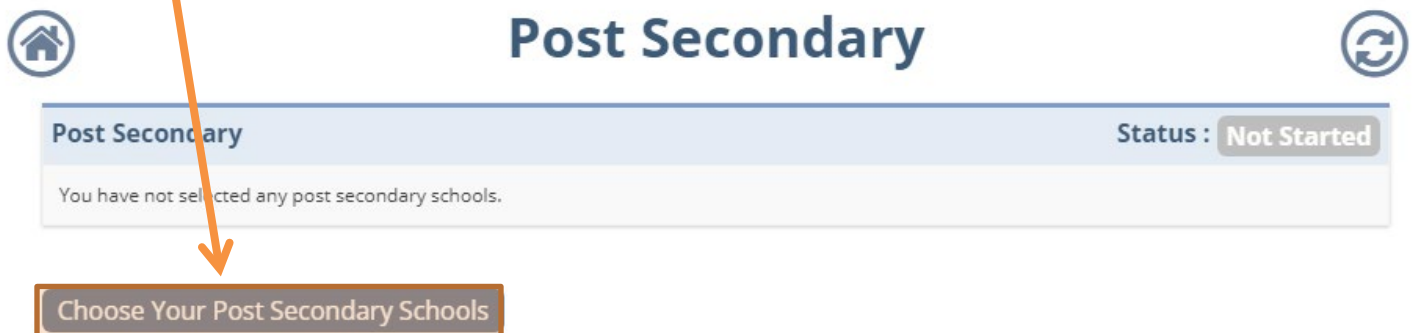 Post Secondary
Post Secondary Status : Not Started
You have not selected any post secondary schools.
Choose Your Post Secondary Schools